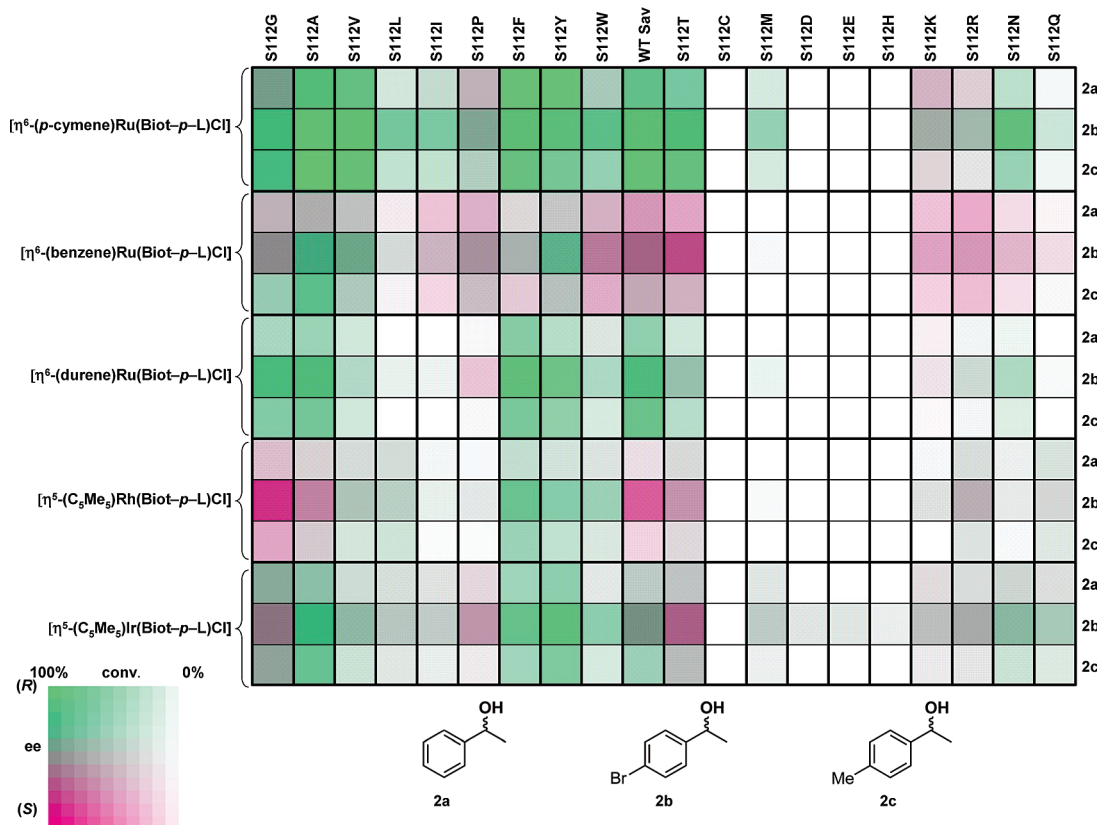 S112G S112A S112V S112L S112I S112P S112F S112Y S112W WT Sav S112T S112C S112M S112D S112E S112H S112K S112R S112N S112Q
2a
[η⁶-(p-cymene)Ru(Biot–p–L)Cl] 2b
2c
2a
[η⁶-(benzene)Ru(Biot–p–L)Cl] 2b
2c
2a
[η⁶-(durene)Ru(Biot–p–L)Cl] 2b
2c
2a
[η⁵-(C₅Me₅)Rh(Biot–p–L)Cl] 2b
2c
2a
[η⁵-(C₅Me₅)Ir(Biot–p–L)Cl] 2b
2c
100% conv. 0%
(R)
ee
(S)
OH OH OH
Br Me
2a 2b 2c